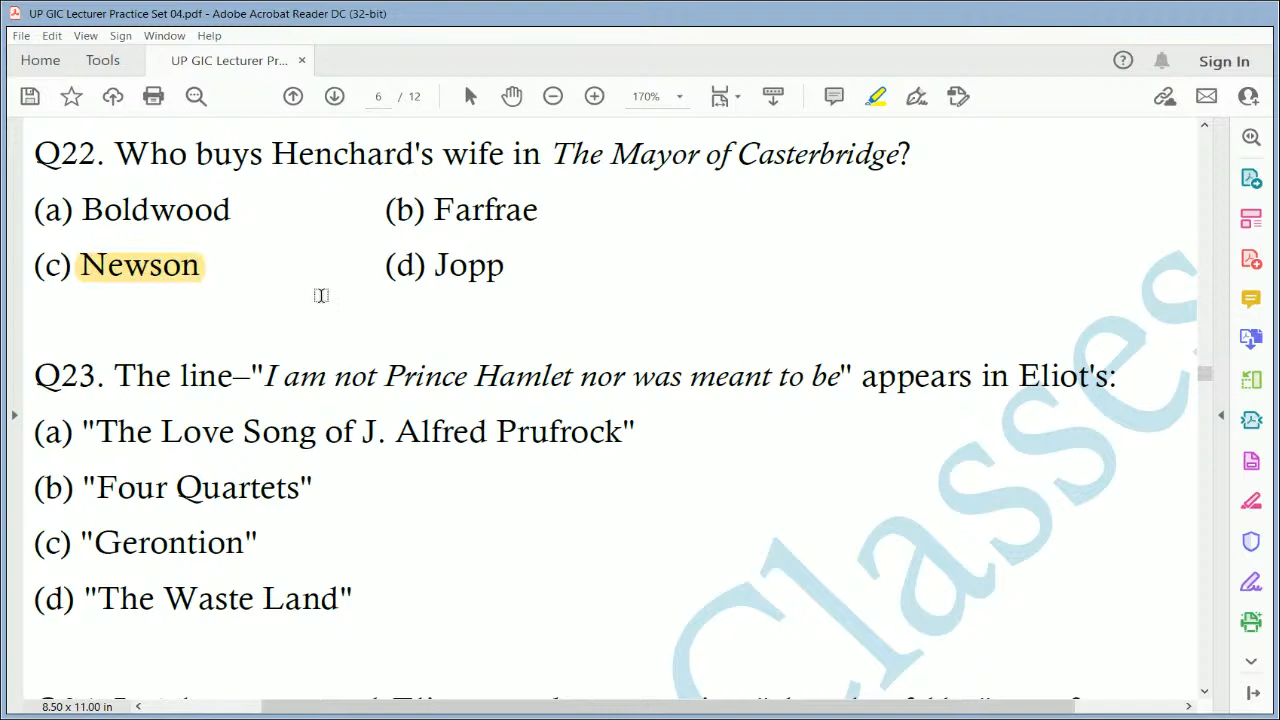 UP GIC Lecturer Practice Set 04.pdf - Adobe Acrobat Reader DC (32-bit)
File Edit View Sign Window Help
Home Tools UP GIC Lecturer Pr... × Sign In
6 / 12 170%
Q22. Who buys Henchard's wife in The Mayor of Casterbridge?
(a) Boldwood (b) Farfrae
(c) Newson (d) Jopp
Q23. The line–"I am not Prince Hamlet nor was meant to be" appears in Eliot's:
(a) "The Love Song of J. Alfred Prufrock"
(b) "Four Quartets"
(c) "Gerontion"
(d) "The Waste Land"
Classes
8.50 x 11.00 in